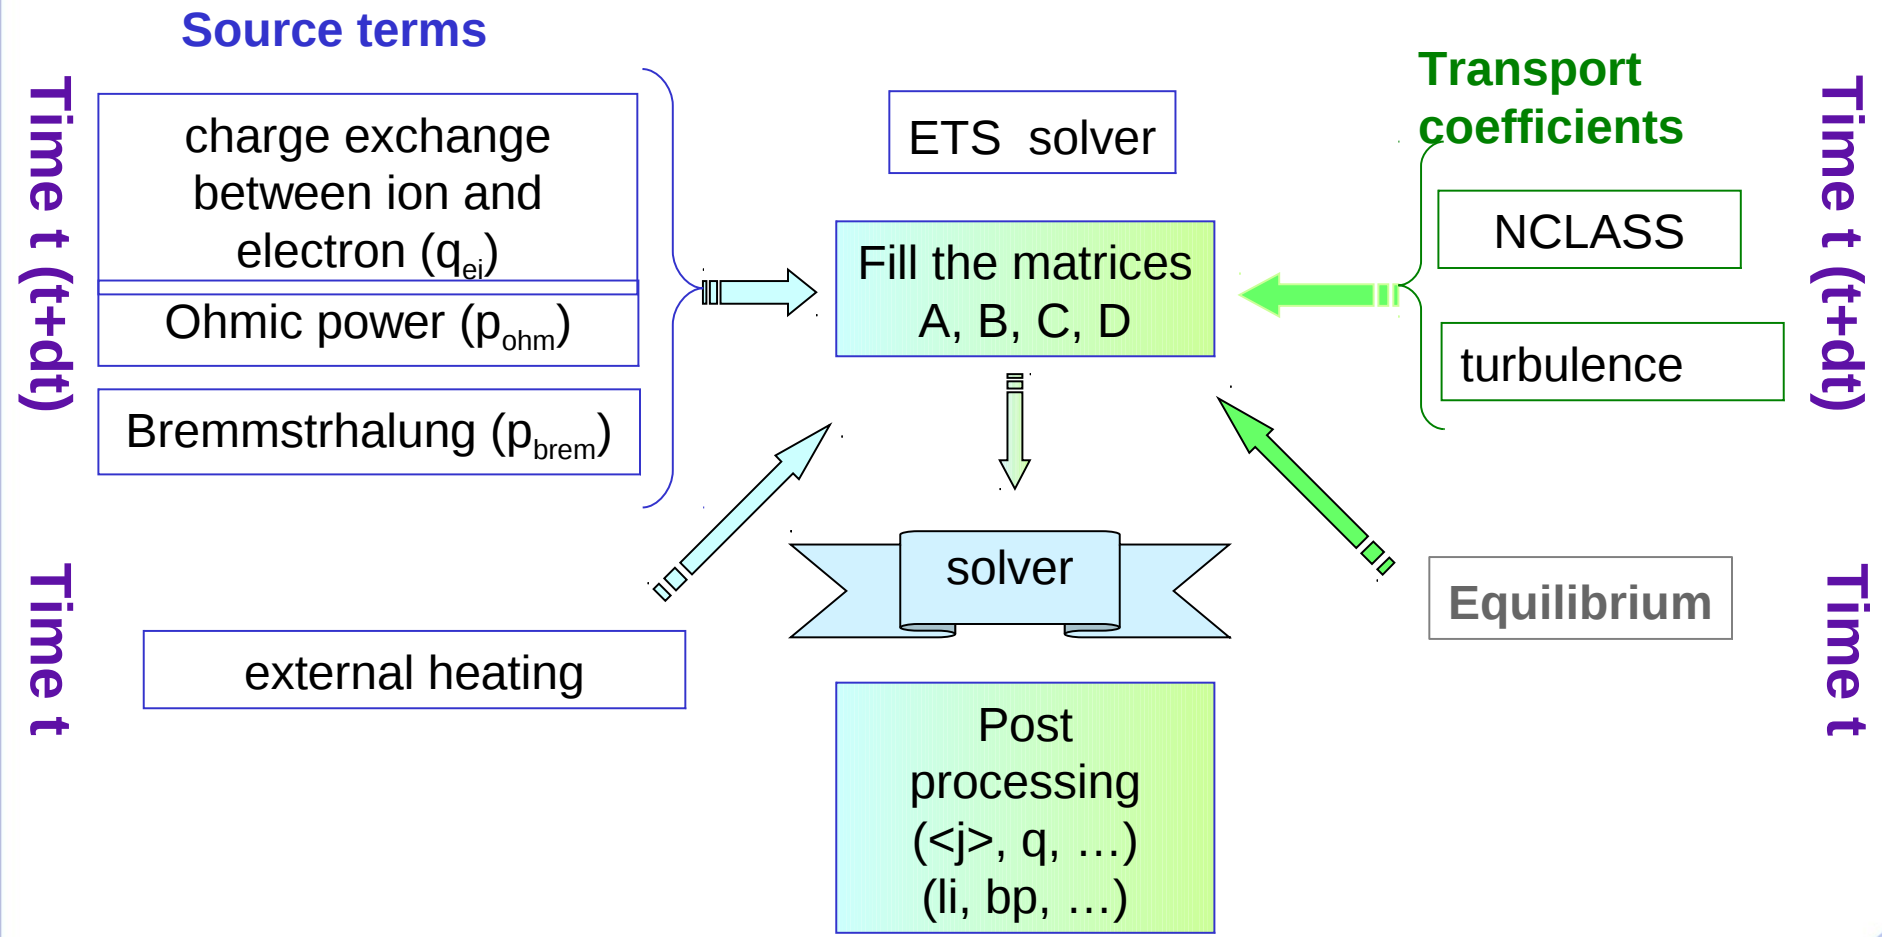 Source terms
Time t (t+dt)
charge exchange
between ion and
electron (qei)
Ohmic power (pohm)
Bremmstrhalung (pbrem)
Time t
external heating
ETS solver
Fill the matrices
A, B, C, D
solver
Post
processing
(<j>, q, …)
(li, bp, …)
Transport
coefficients
NCLASS
turbulence
Time t (t+dt)
Equilibrium
Time t